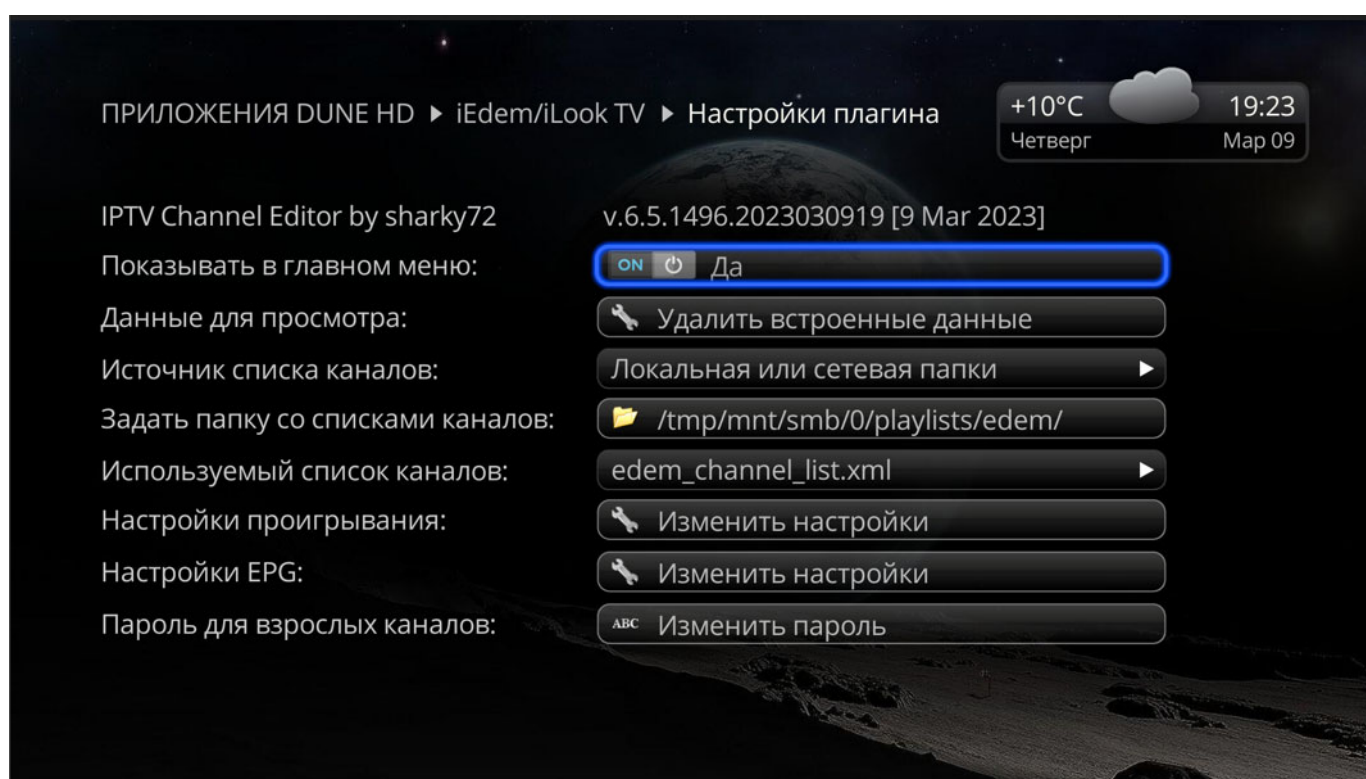 ПРИЛОЖЕНИЯ DUNE HD ▶ iEdem/iLook TV ▶ Настройки плагина
+10°C 19:23
Четверг Мар 09
IPTV Channel Editor by sharky72 v.6.5.1496.2023030919 [9 Mar 2023]
Показывать в главном меню: ON Да
Данные для просмотра: Удалить встроенные данные
Источник списка каналов: Локальная или сетевая папки
Задать папку со списками каналов: /tmp/mnt/smb/0/playlists/edem/
Используемый список каналов: edem_channel_list.xml
Настройки проигрывания: Изменить настройки
Настройки EPG: Изменить настройки
Пароль для взрослых каналов: ABC Изменить пароль